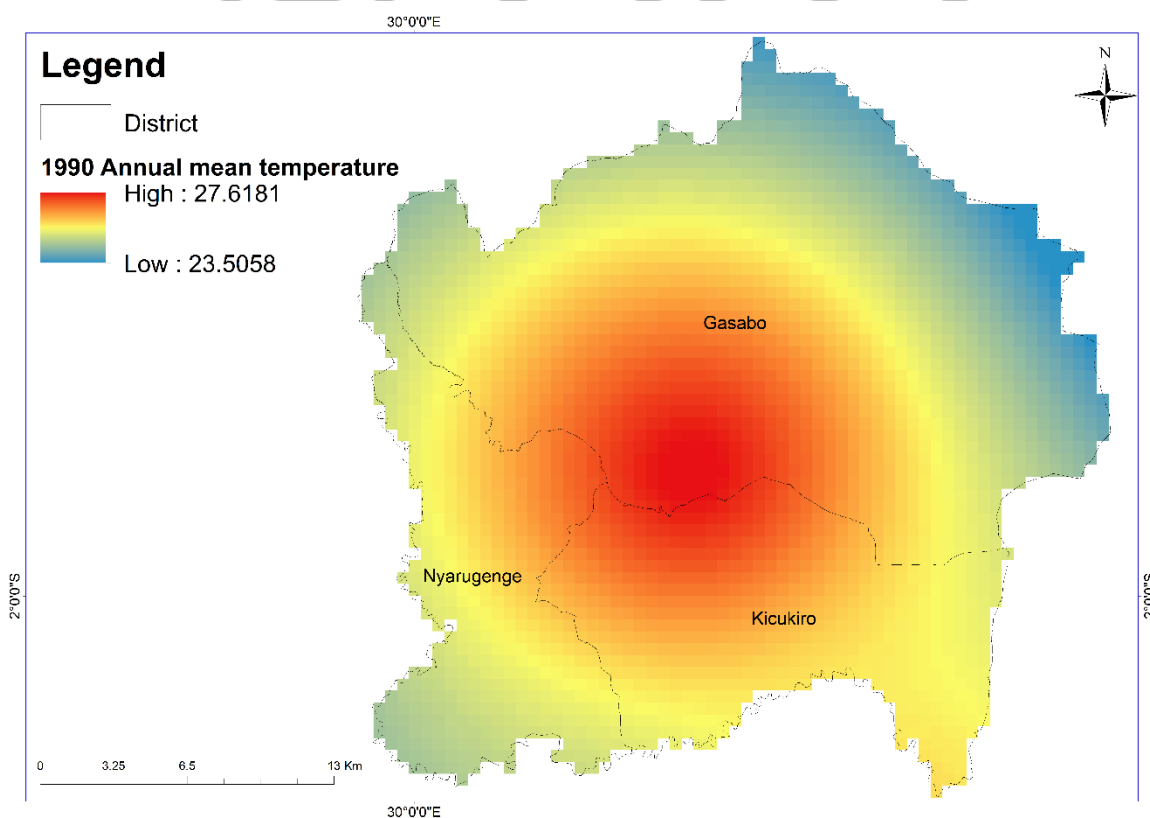 30°0'0"E
Legend
N
District
1990 Annual mean temperature
High : 27.6181
Low : 23.5058
Gasabo
Nyarugenge
Kicukiro
2°0'0"S
2°0'0"S
0 3.25 6.5 13 Km
30°0'0"E